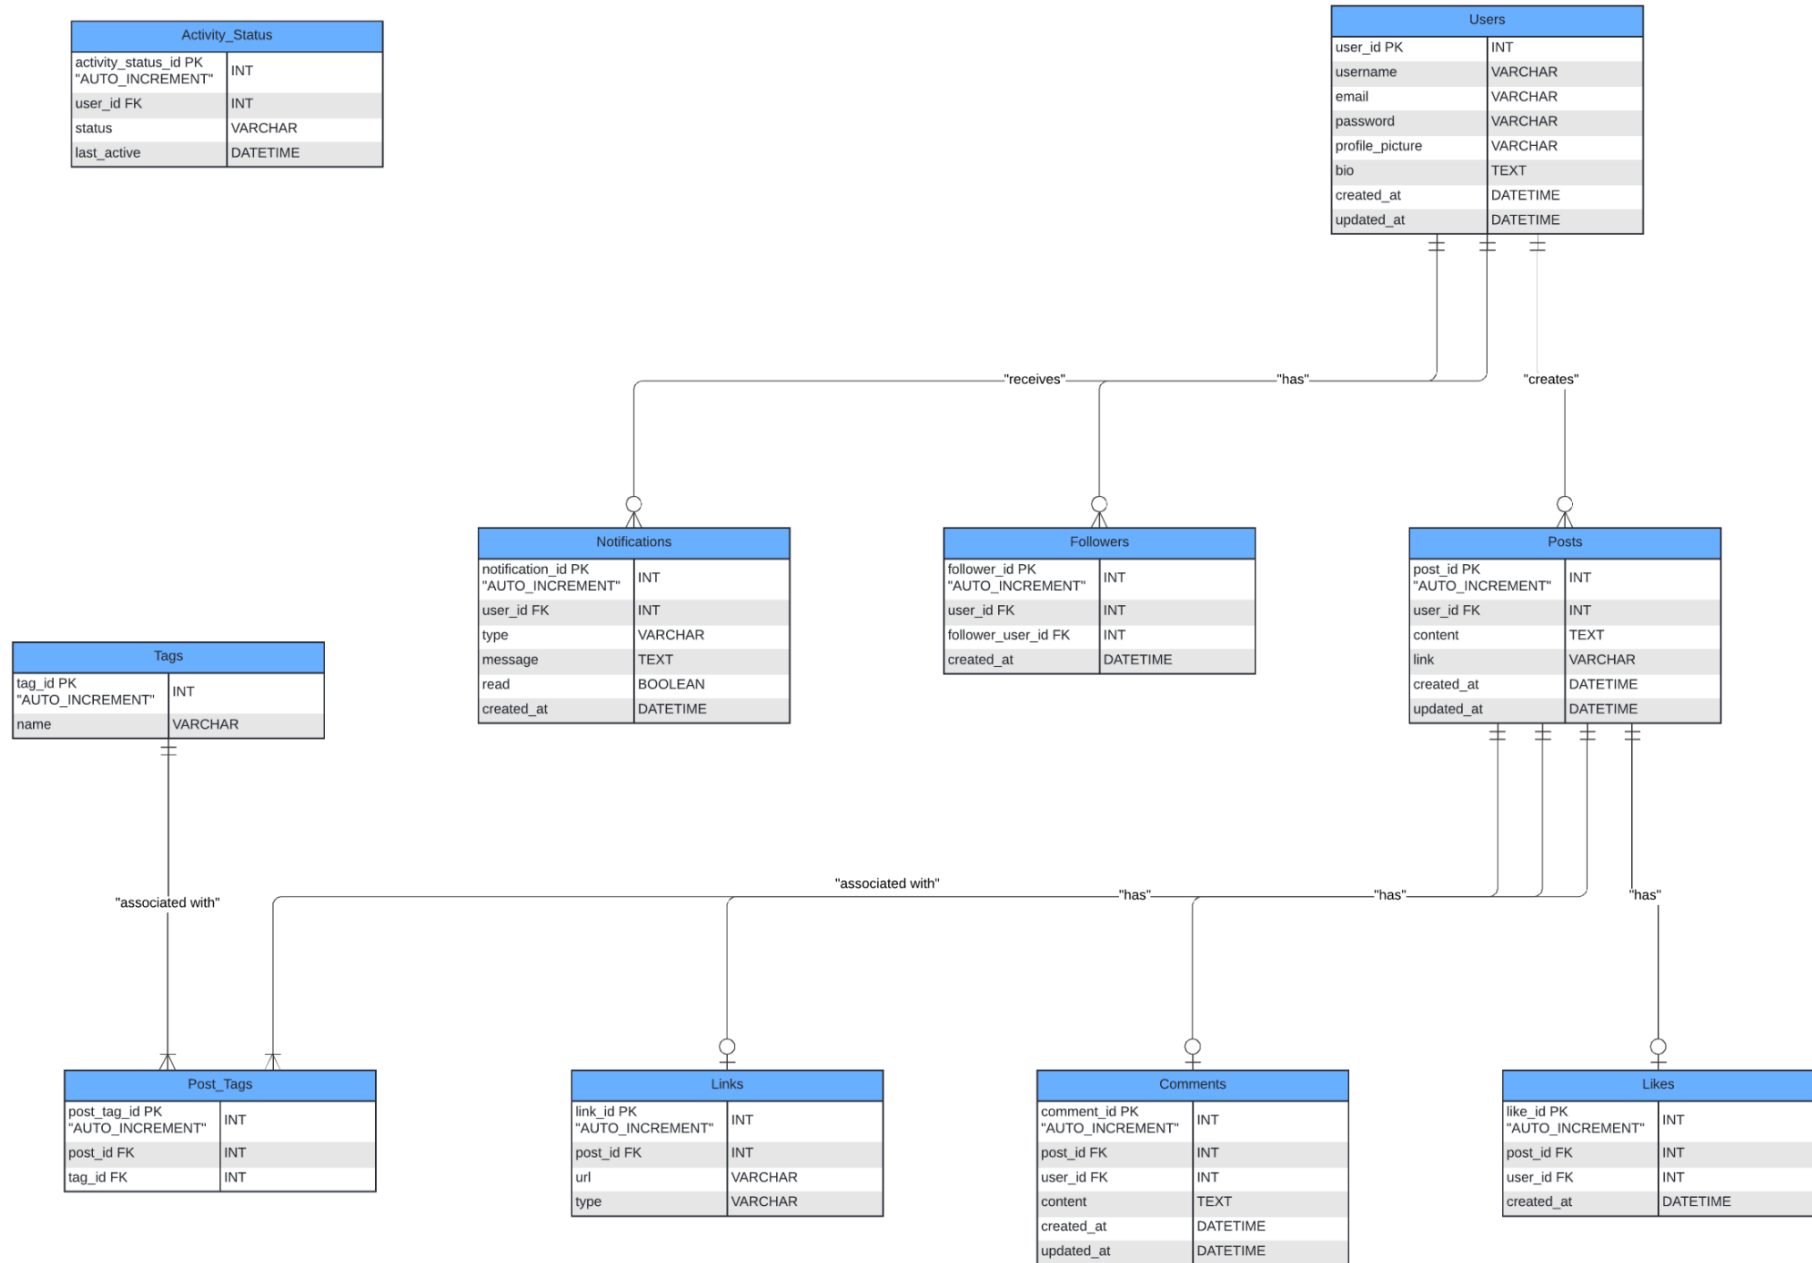 Activity_Status
activity_status_id PK
"AUTO_INCREMENT"
INT
user_id FK
INT
status
VARCHAR
last_active
DATETIME
Users
user_id PK
INT
username
VARCHAR
email
VARCHAR
password
VARCHAR
profile_picture
VARCHAR
bio
TEXT
created_at
DATETIME
updated_at
DATETIME
"receives"
"has"
"creates"
Notifications
notification_id PK
"AUTO_INCREMENT"
INT
user_id FK
INT
type
VARCHAR
message
TEXT
read
BOOLEAN
created_at
DATETIME
Followers
follower_id PK
"AUTO_INCREMENT"
INT
user_id FK
INT
follower_user_id FK
INT
created_at
DATETIME
Posts
post_id PK
"AUTO_INCREMENT"
INT
user_id FK
INT
content
TEXT
link
VARCHAR
created_at
DATETIME
updated_at
DATETIME
Tags
tag_id PK
"AUTO_INCREMENT"
INT
name
VARCHAR
"associated with"
"associated with"
"has"
"has"
"has"
Post_Tags
post_tag_id PK
"AUTO_INCREMENT"
INT
post_id FK
INT
tag_id FK
INT
Links
link_id PK
"AUTO_INCREMENT"
INT
post_id FK
INT
url
VARCHAR
type
VARCHAR
Comments
comment_id PK
"AUTO_INCREMENT"
INT
post_id FK
INT
user_id FK
INT
content
TEXT
created_at
DATETIME
updated_at
DATETIME
Likes
like_id PK
"AUTO_INCREMENT"
INT
post_id FK
INT
user_id FK
INT
created_at
DATETIME